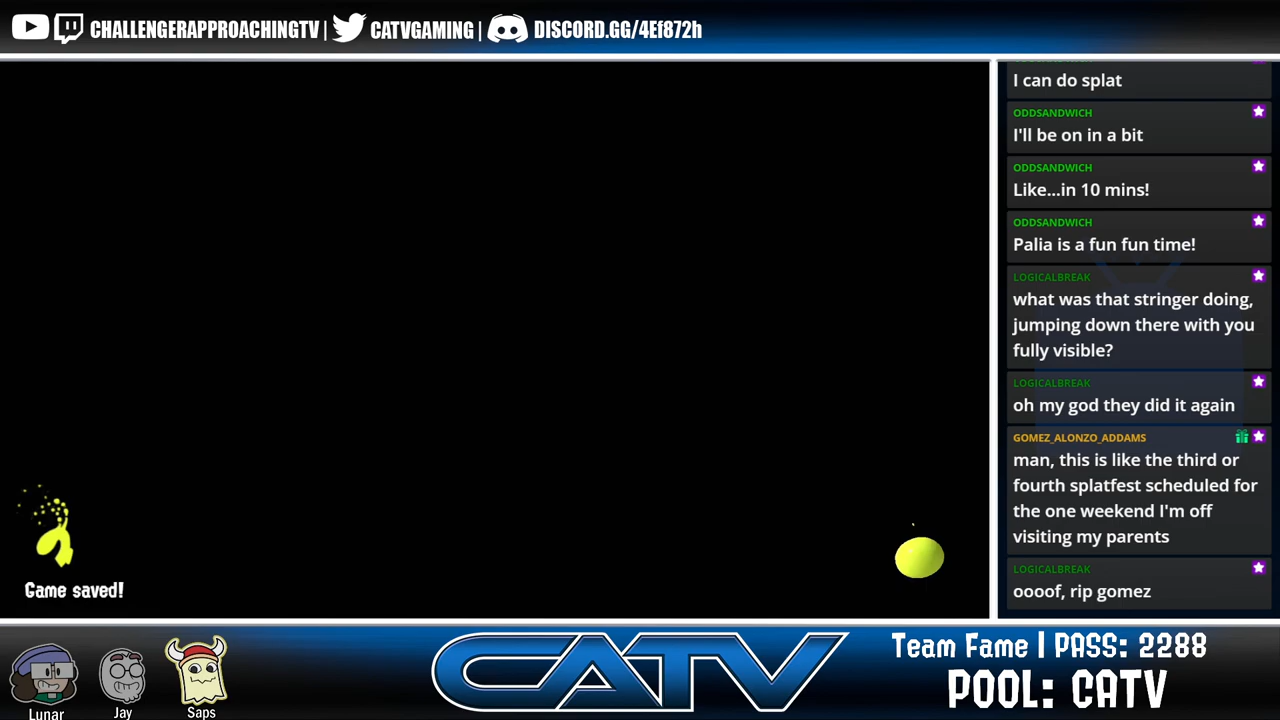 CHALLENGERAPPROACHINGTV | CATVGAMING | DISCORD.GG/4Ef872h
I can do splat
ODDSANDWICH
I'll be on in a bit
ODDSANDWICH
Like...in 10 mins!
ODDSANDWICH
Palia is a fun fun time!
LOGICALBREAK
what was that stringer doing,
jumping down there with you
fully visible?
LOGICALBREAK
oh my god they did it again
GOMEZ_ALONZO_ADDAMS
man, this is like the third or
fourth splatfest scheduled for
the one weekend I'm off
visiting my parents
LOGICALBREAK
oooof, rip gomez
Game saved!
Lunar
Jay
Saps
CATV
Team Fame | PASS: 2288
POOL: CATV